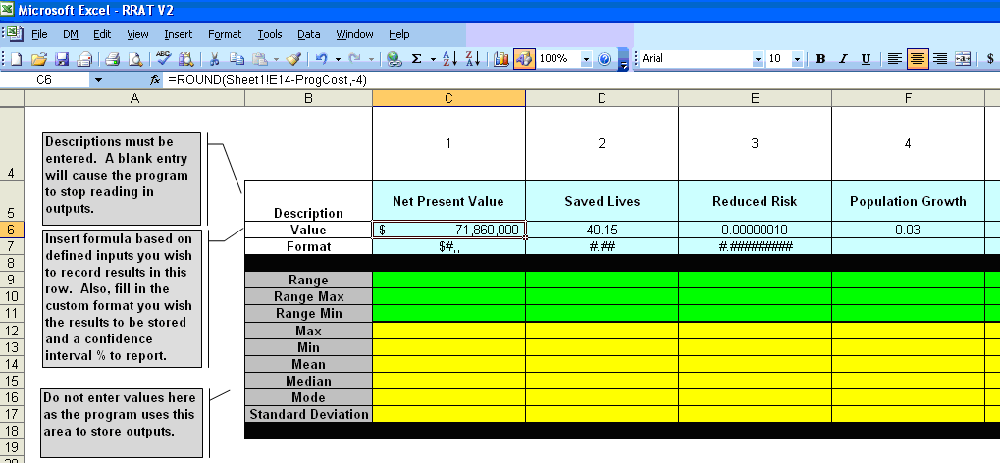 Microsoft Excel - RRAT V2
File DM Edit View Insert Format Tools Data Window Help
100% Arial 10 B I U $
C6 fx =ROUND(Sheet1!E14-ProgCost,-4)
A B C D E F
4 1 2 3 4
Descriptions must be
entered. A blank entry
will cause the program
to stop reading in
outputs.
5 Description Net Present Value Saved Lives Reduced Risk Population Growth
6 Value $ 71,860,000 40.15 0.00000010 0.03
7 Format $#,, #.## #.##########
Insert formula based on
defined inputs you wish
to record results in this
row. Also, fill in the
custom format you wish
the results to be stored
and a confidence
interval % to report.
8
9 Range
10 Range Max
11 Range Min
12 Max
13 Min
14 Mean
15 Median
16 Mode
17 Standard Deviation
Do not enter values here
as the program uses this
area to store outputs.
18
19